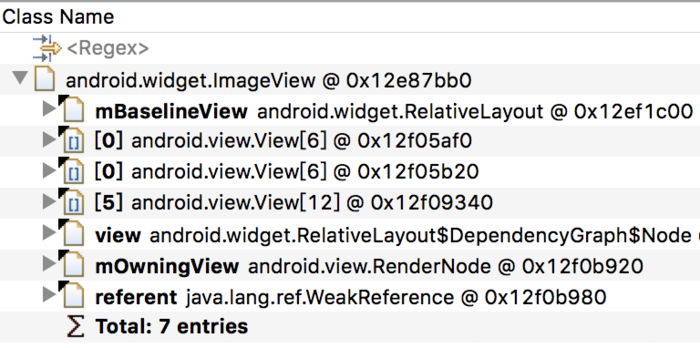 Class Name
<Regex>
android.widget.ImageView @ 0x12e87bb0
mBaselineView android.widget.RelativeLayout @ 0x12ef1c00
[0] android.view.View[6] @ 0x12f05af0
[0] android.view.View[6] @ 0x12f05b20
[5] android.view.View[12] @ 0x12f09340
view android.widget.RelativeLayout$DependencyGraph$Node
mOwningView android.view.RenderNode @ 0x12f0b920
referent java.lang.ref.WeakReference @ 0x12f0b980
Σ Total: 7 entries